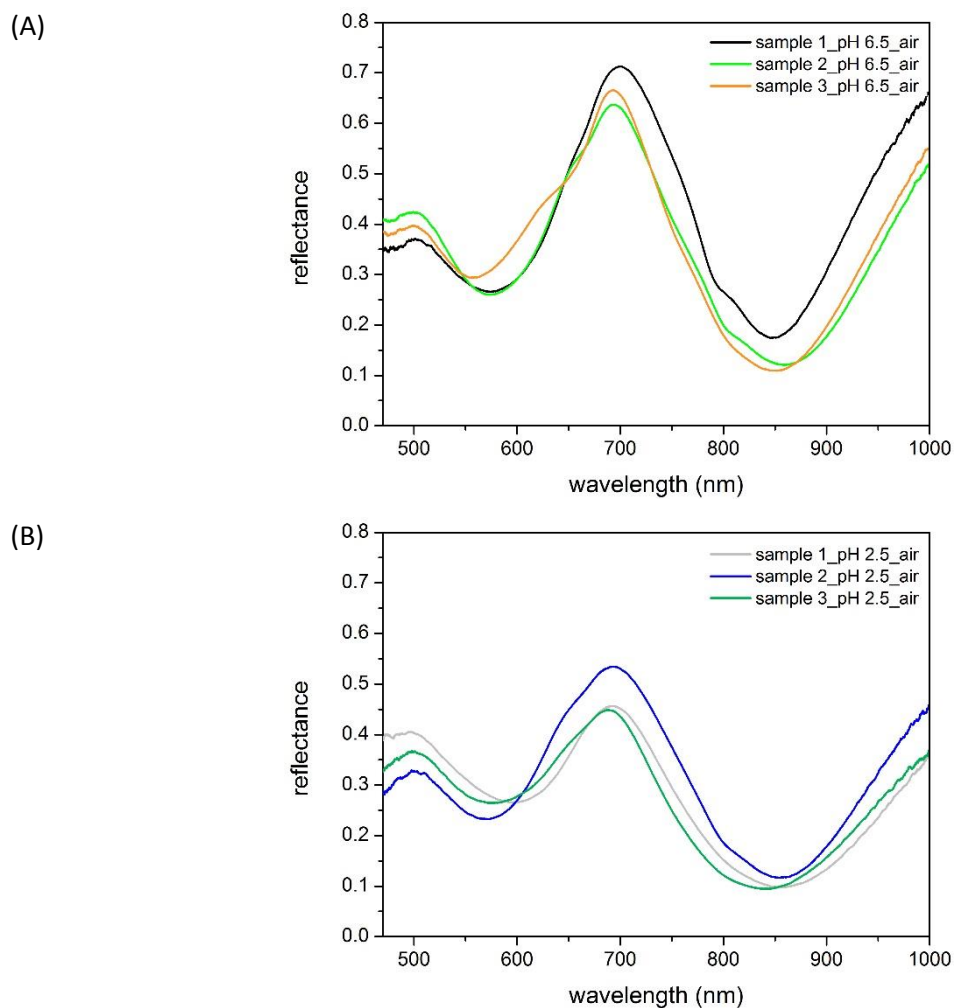 (A)
0.8
sample 1_pH 6.5_air
sample 2_pH 6.5_air
sample 3_pH 6.5_air
0.7
0.6
0.5
0.4
0.3
0.2
0.1
0.0
reflectance
500 600 700 800 900 1000
wavelength (nm)
(B)
0.8
sample 1_pH 2.5_air
sample 2_pH 2.5_air
sample 3_pH 2.5_air
0.7
0.6
0.5
0.4
0.3
0.2
0.1
0.0
reflectance
500 600 700 800 900 1000
wavelength (nm)